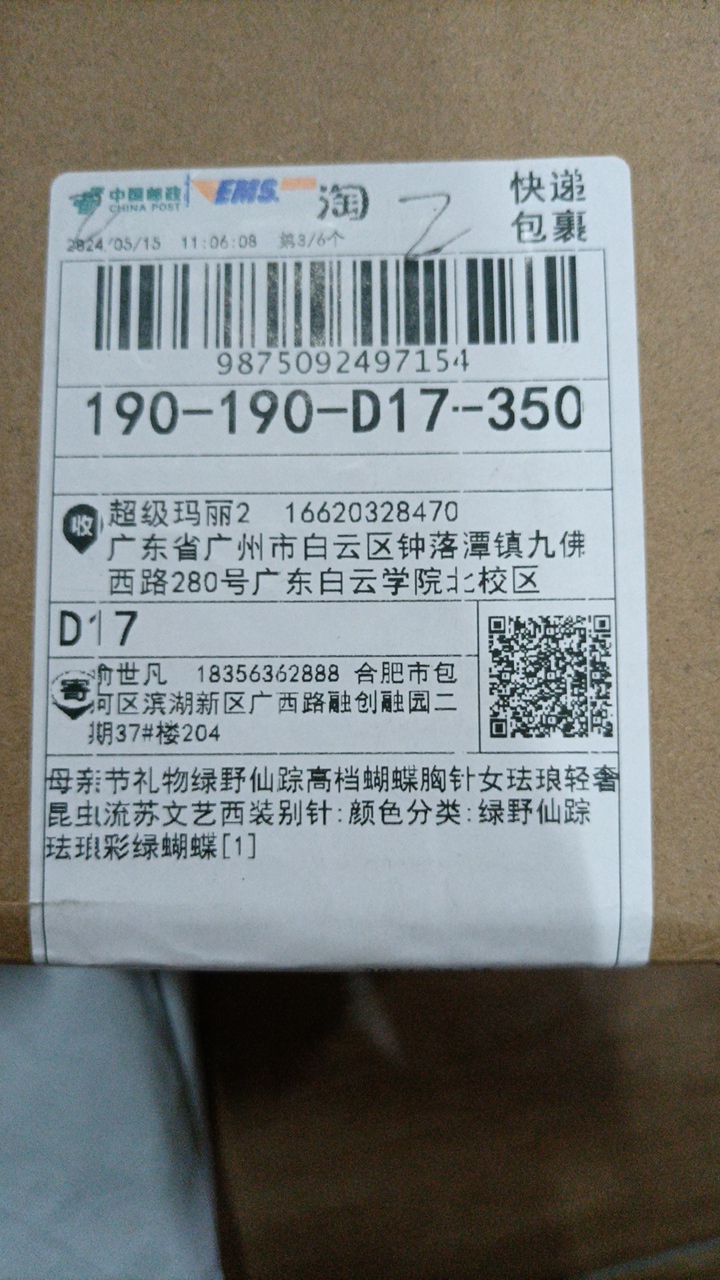 中国邮政
CHINA POST
EMS
淘
Z
快递
包裹
2024/05/15 11:06:08 第3/6个
9875092497154
190-190-D17--350
收
超级玛丽2 16620328470
广东省广州市白云区钟落潭镇九佛
西路280号广东白云学院北校区
D17
寄
俞世凡 18356362888 合肥市包
河区滨湖新区广西路融创融园二
期37#楼204
母亲节礼物绿野仙踪高档蝴蝶胸针女珐琅轻奢
昆虫流苏文艺西装别针:颜色分类:绿野仙踪
珐琅彩绿蝴蝶[1]